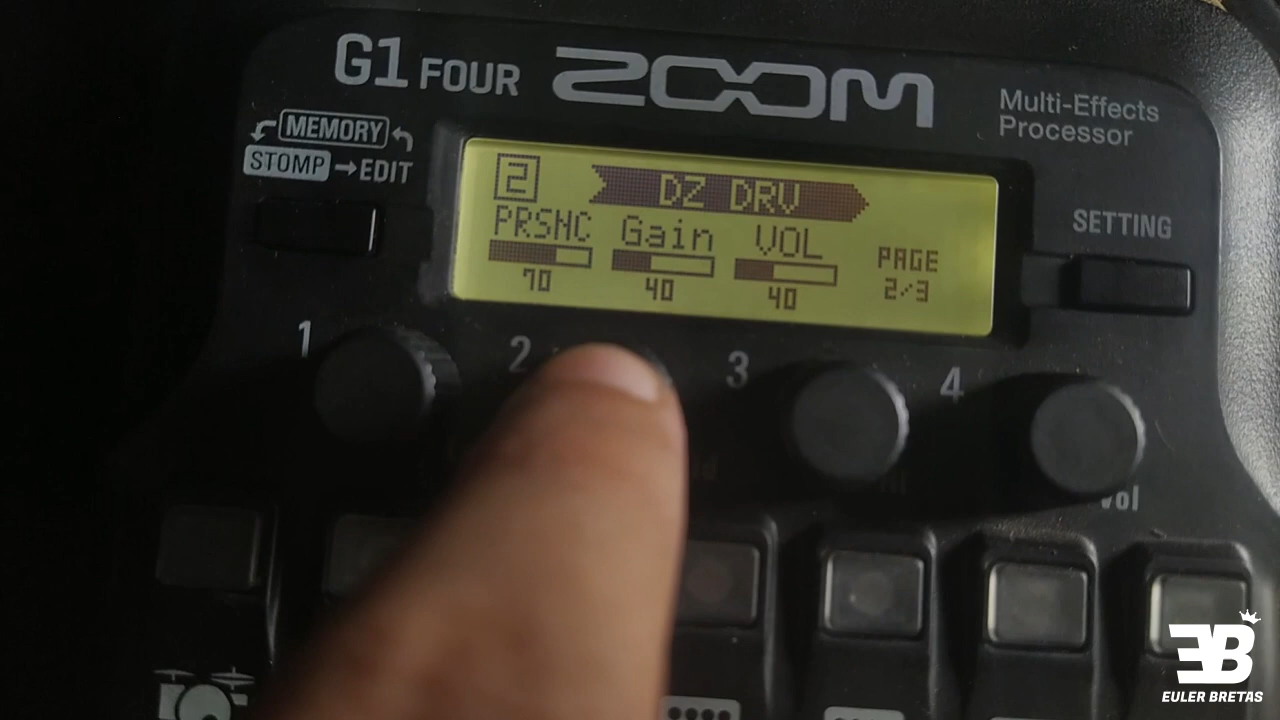 G1 FOUR ZOOM
Multi-Effects
Processor
MEMORY
STOMP → EDIT
SETTING
2 DZ DRV
PRSNC Gain VOL PAGE
70 40 40 2/3
1 2 3 4
Vol
EB
EULER BRETAS